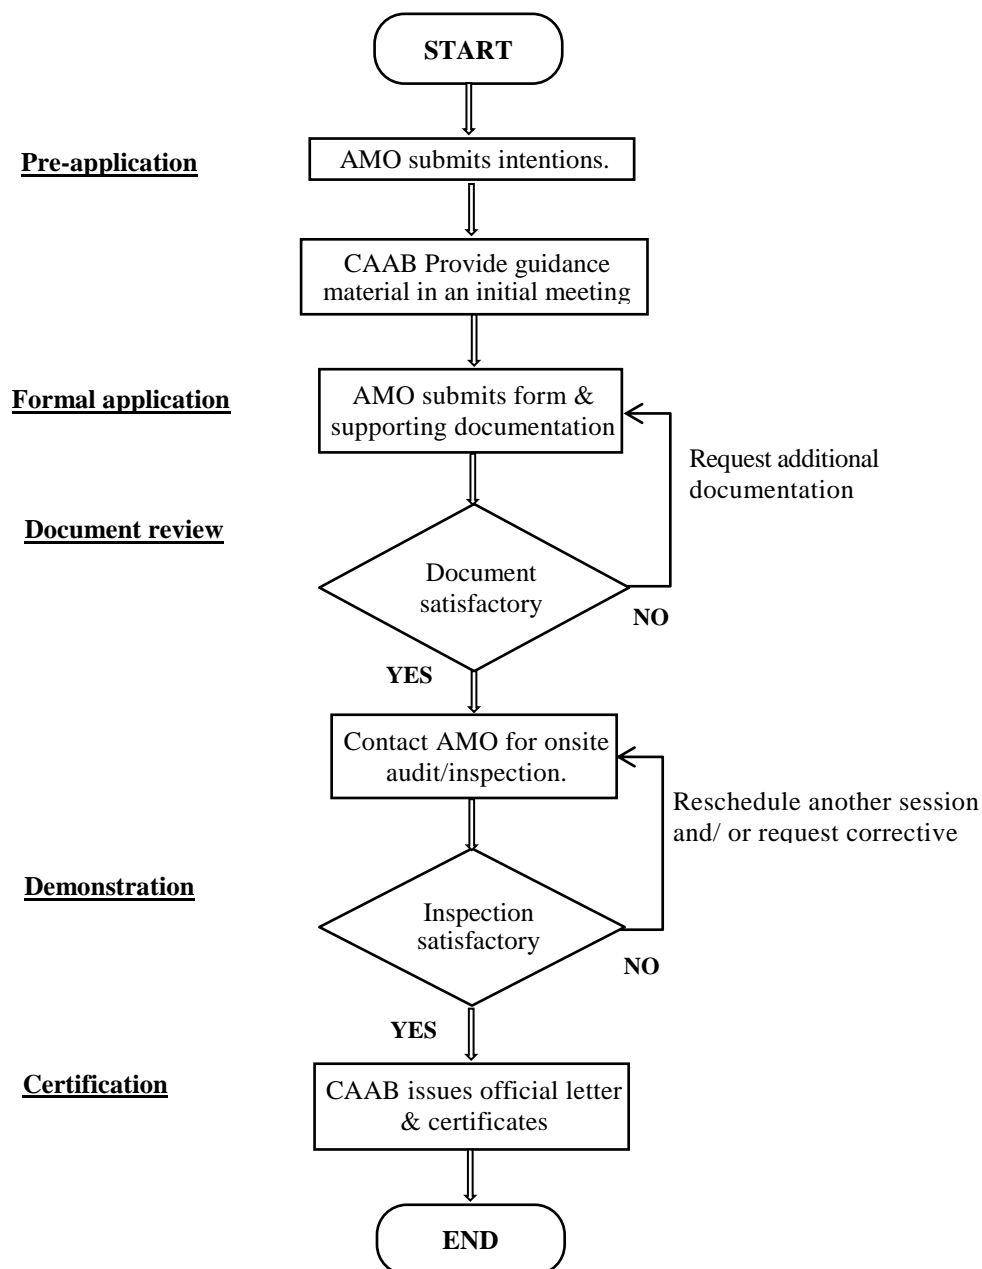 START
Pre-application
AMO submits intentions.
CAAB Provide guidance
material in an initial meeting
Formal application
AMO submits form &
supporting documentation
Request additional
documentation
Document review
Document
satisfactory
NO
YES
Contact AMO for onsite
audit/inspection.
Reschedule another session
and/ or request corrective
Demonstration
Inspection
satisfactory
NO
YES
Certification
CAAB issues official letter
& certificates
END